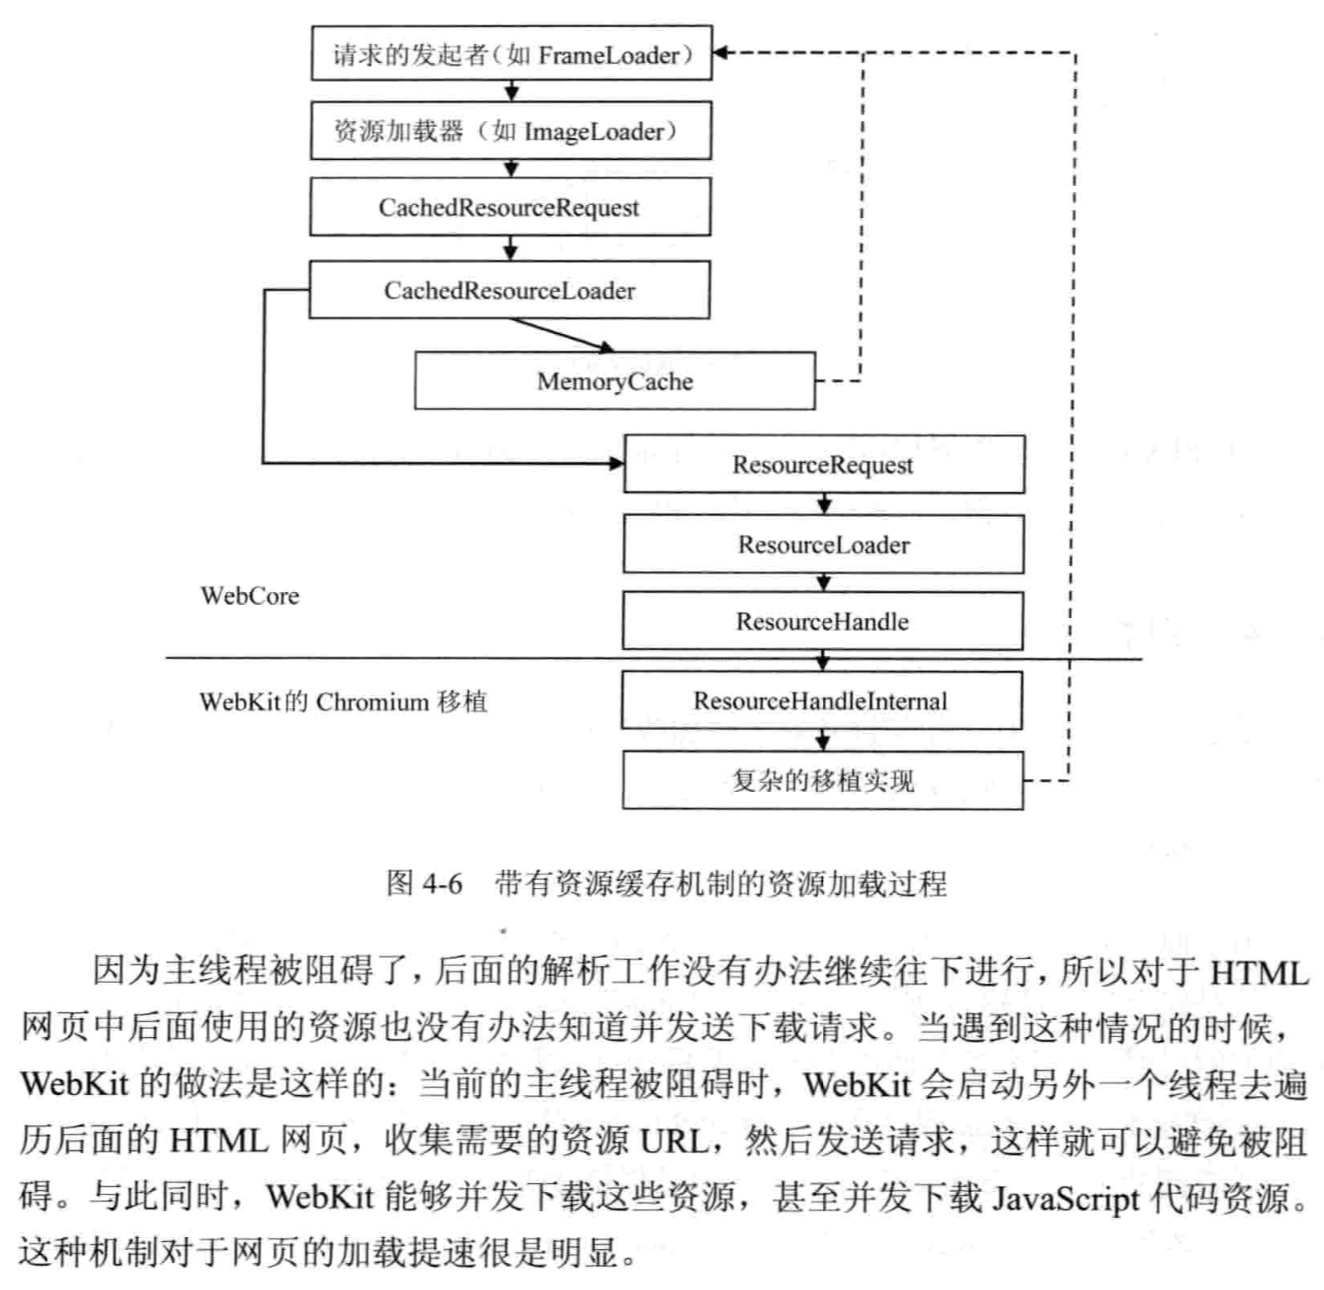 请求的发起者（如 FrameLoader）
资源加载器（如 ImageLoader）
CachedResourceRequest
CachedResourceLoader
MemoryCache
ResourceRequest
ResourceLoader
ResourceHandle
WebCore
WebKit的 Chromium 移植
ResourceHandleInternal
复杂的移植实现
图 4-6 带有资源缓存机制的资源加载过程
因为主线程被阻碍了，后面的解析工作没有办法继续往下进行，所以对于 HTML
网页中后面使用的资源也没有办法知道并发送下载请求。当遇到这种情况的时候，
WebKit 的做法是这样的：当前的主线程被阻碍时，WebKit 会启动另外一个线程去遍
历后面的 HTML 网页，收集需要的资源 URL，然后发送请求，这样就可以避免被阻
碍。与此同时，WebKit 能够并发下载这些资源，甚至并发下载 JavaScript 代码资源。
这种机制对于网页的加载提速很是明显。